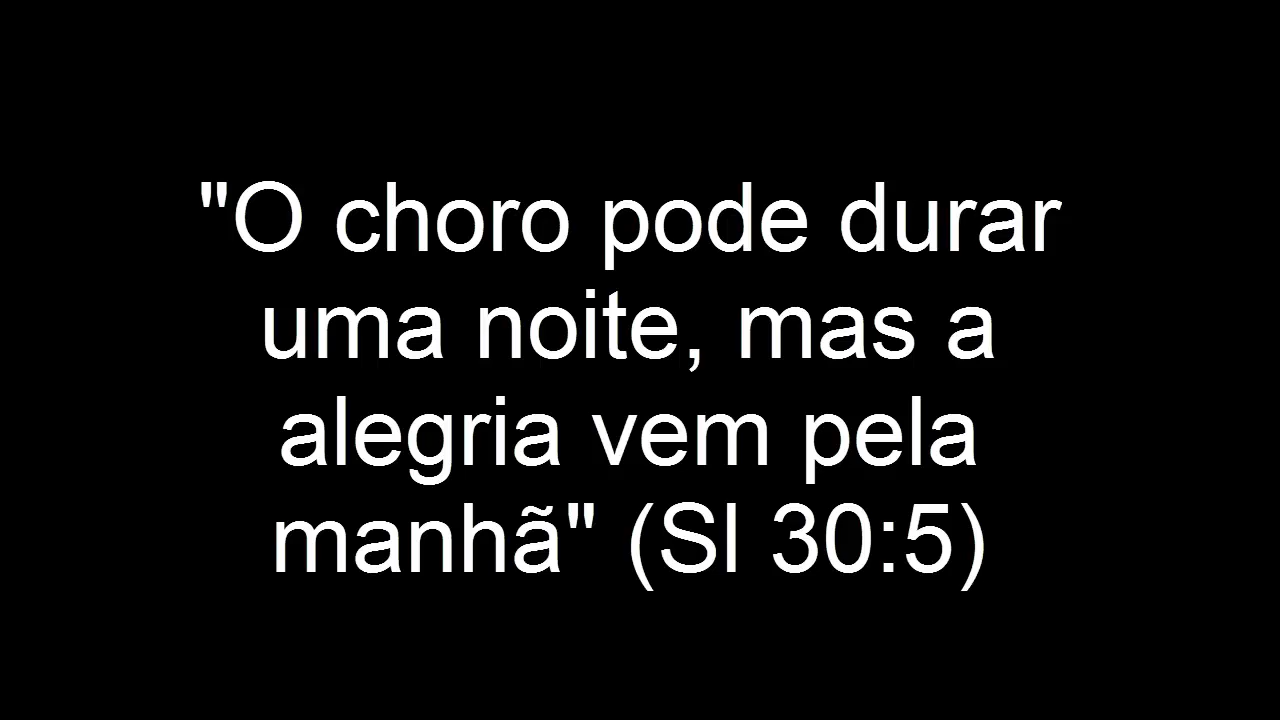 "O choro pode durar
uma noite, mas a
alegria vem pela
manhã" (Sl 30:5)